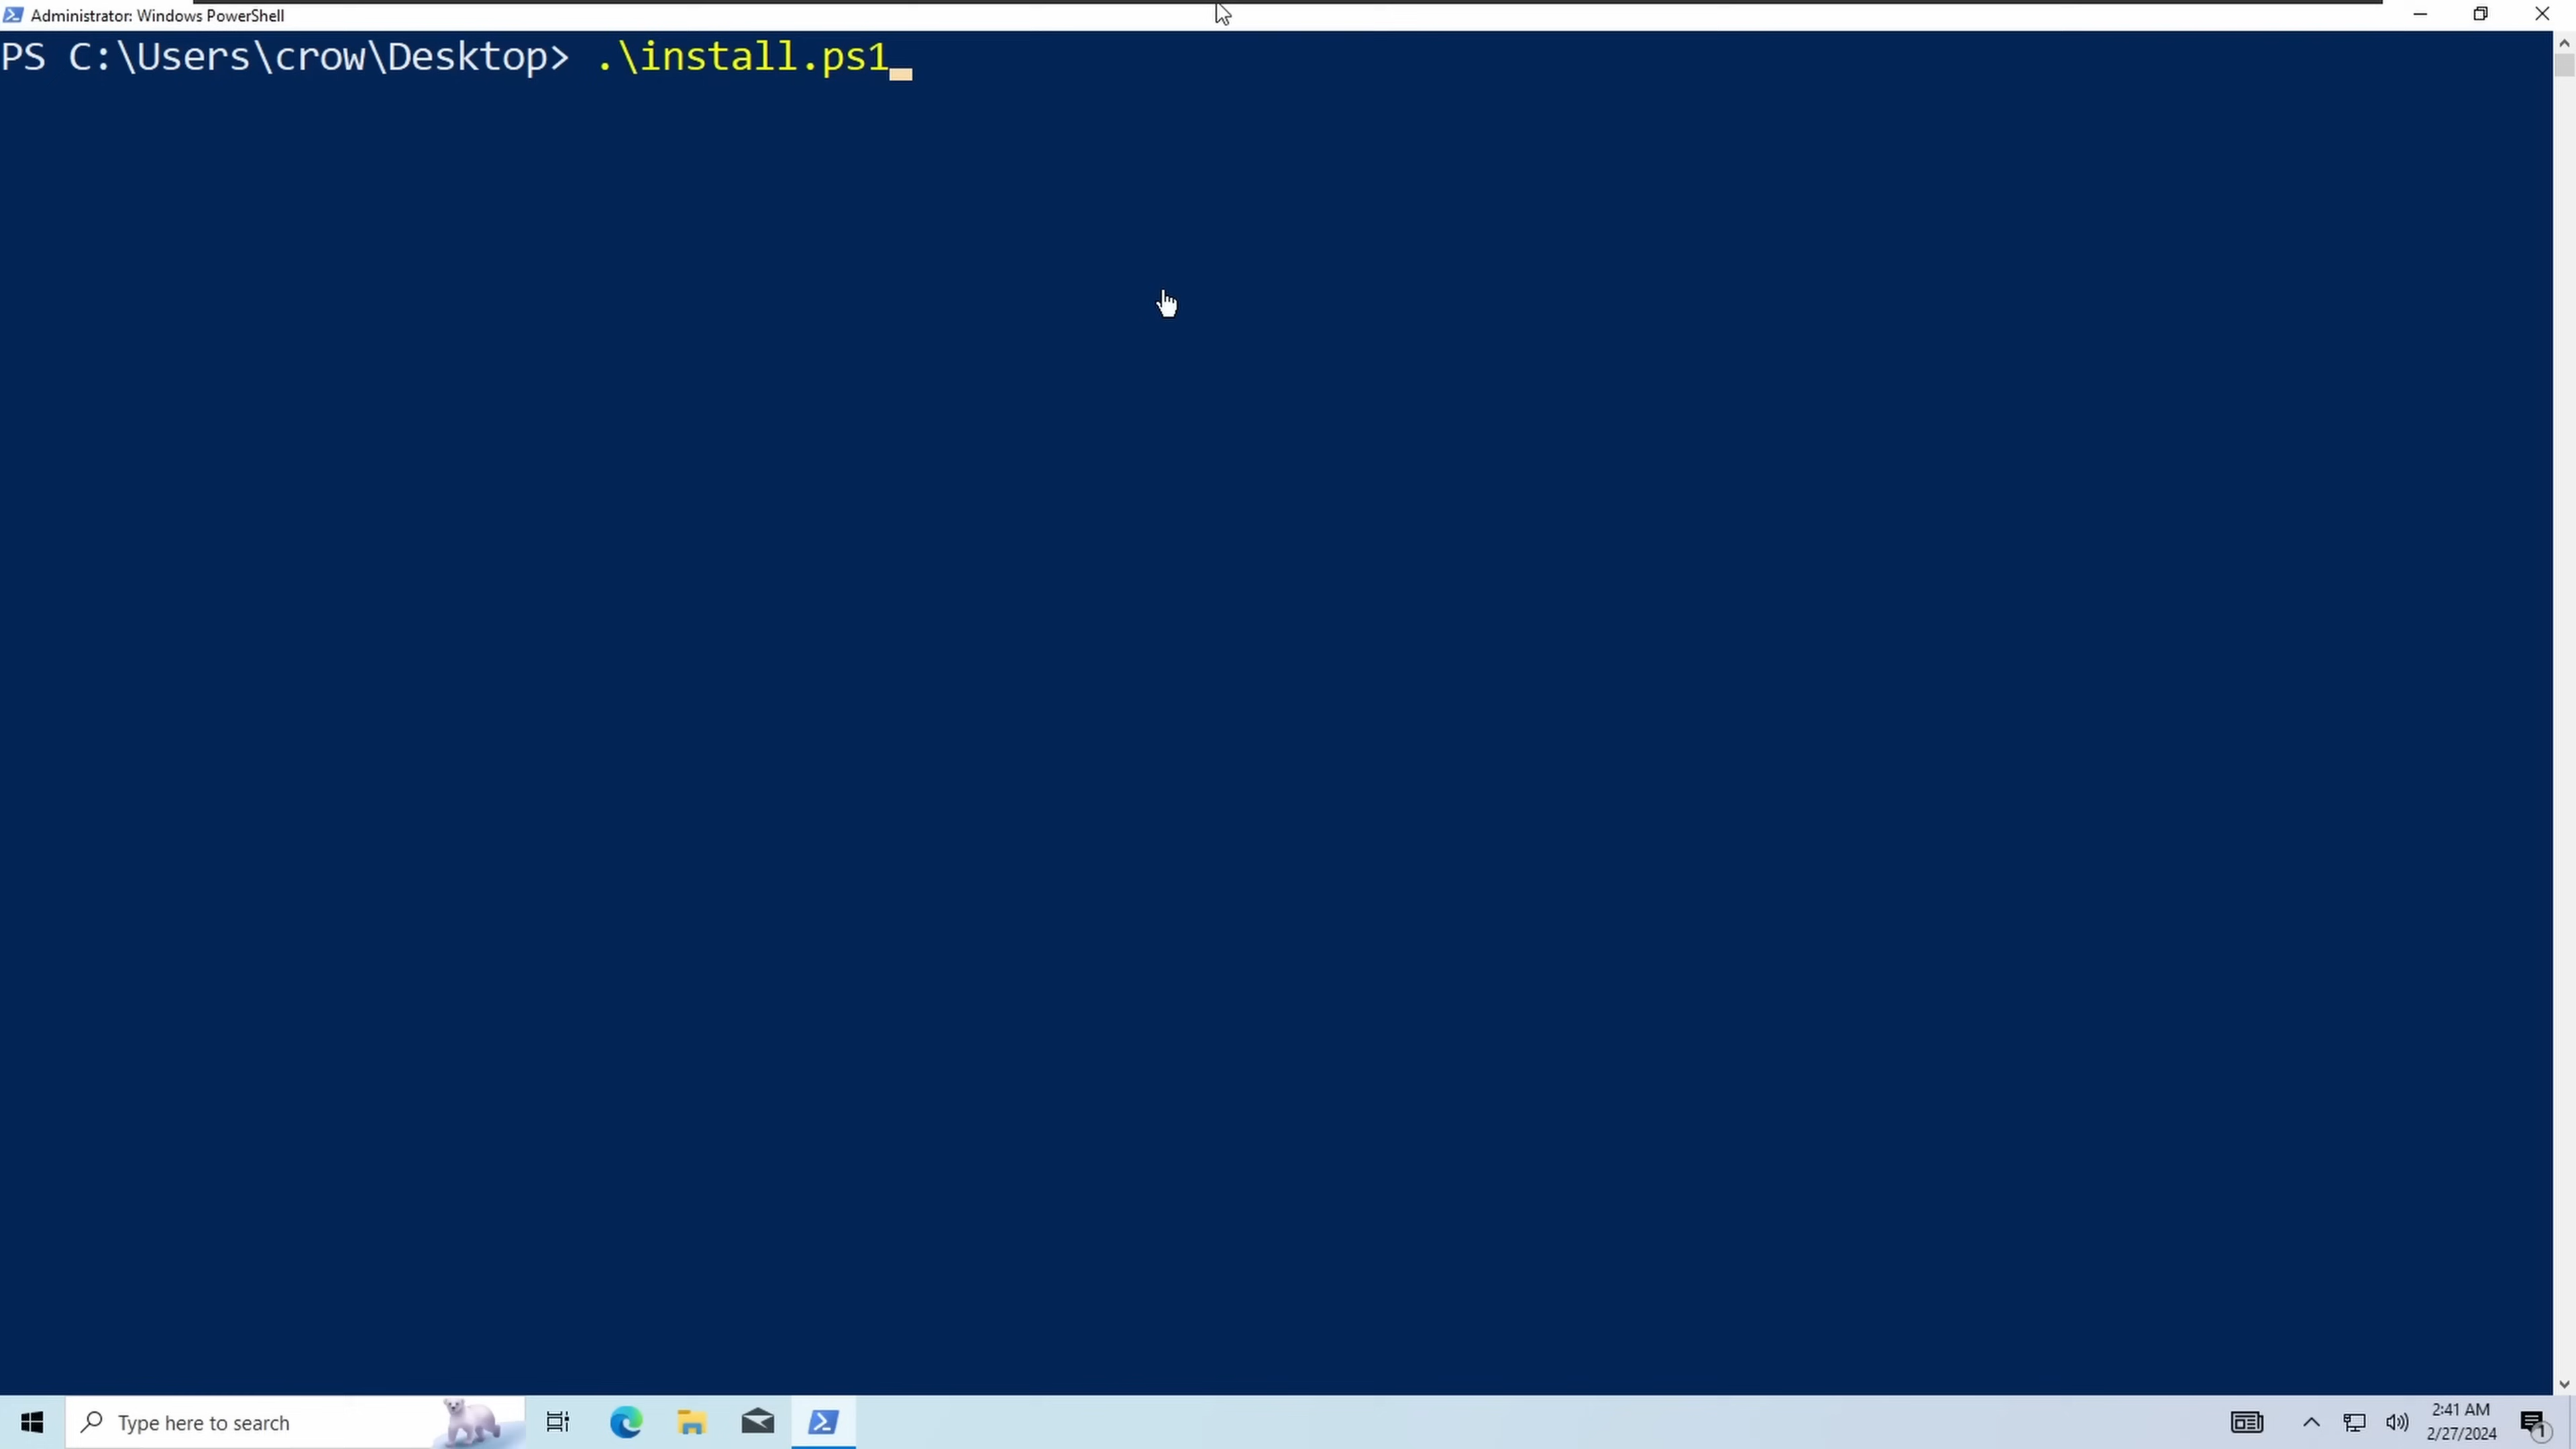 Administrator: Windows PowerShell
PS C:\Users\crow\Desktop> .\install.ps1
Type here to search
2:41 AM
2/27/2024
1